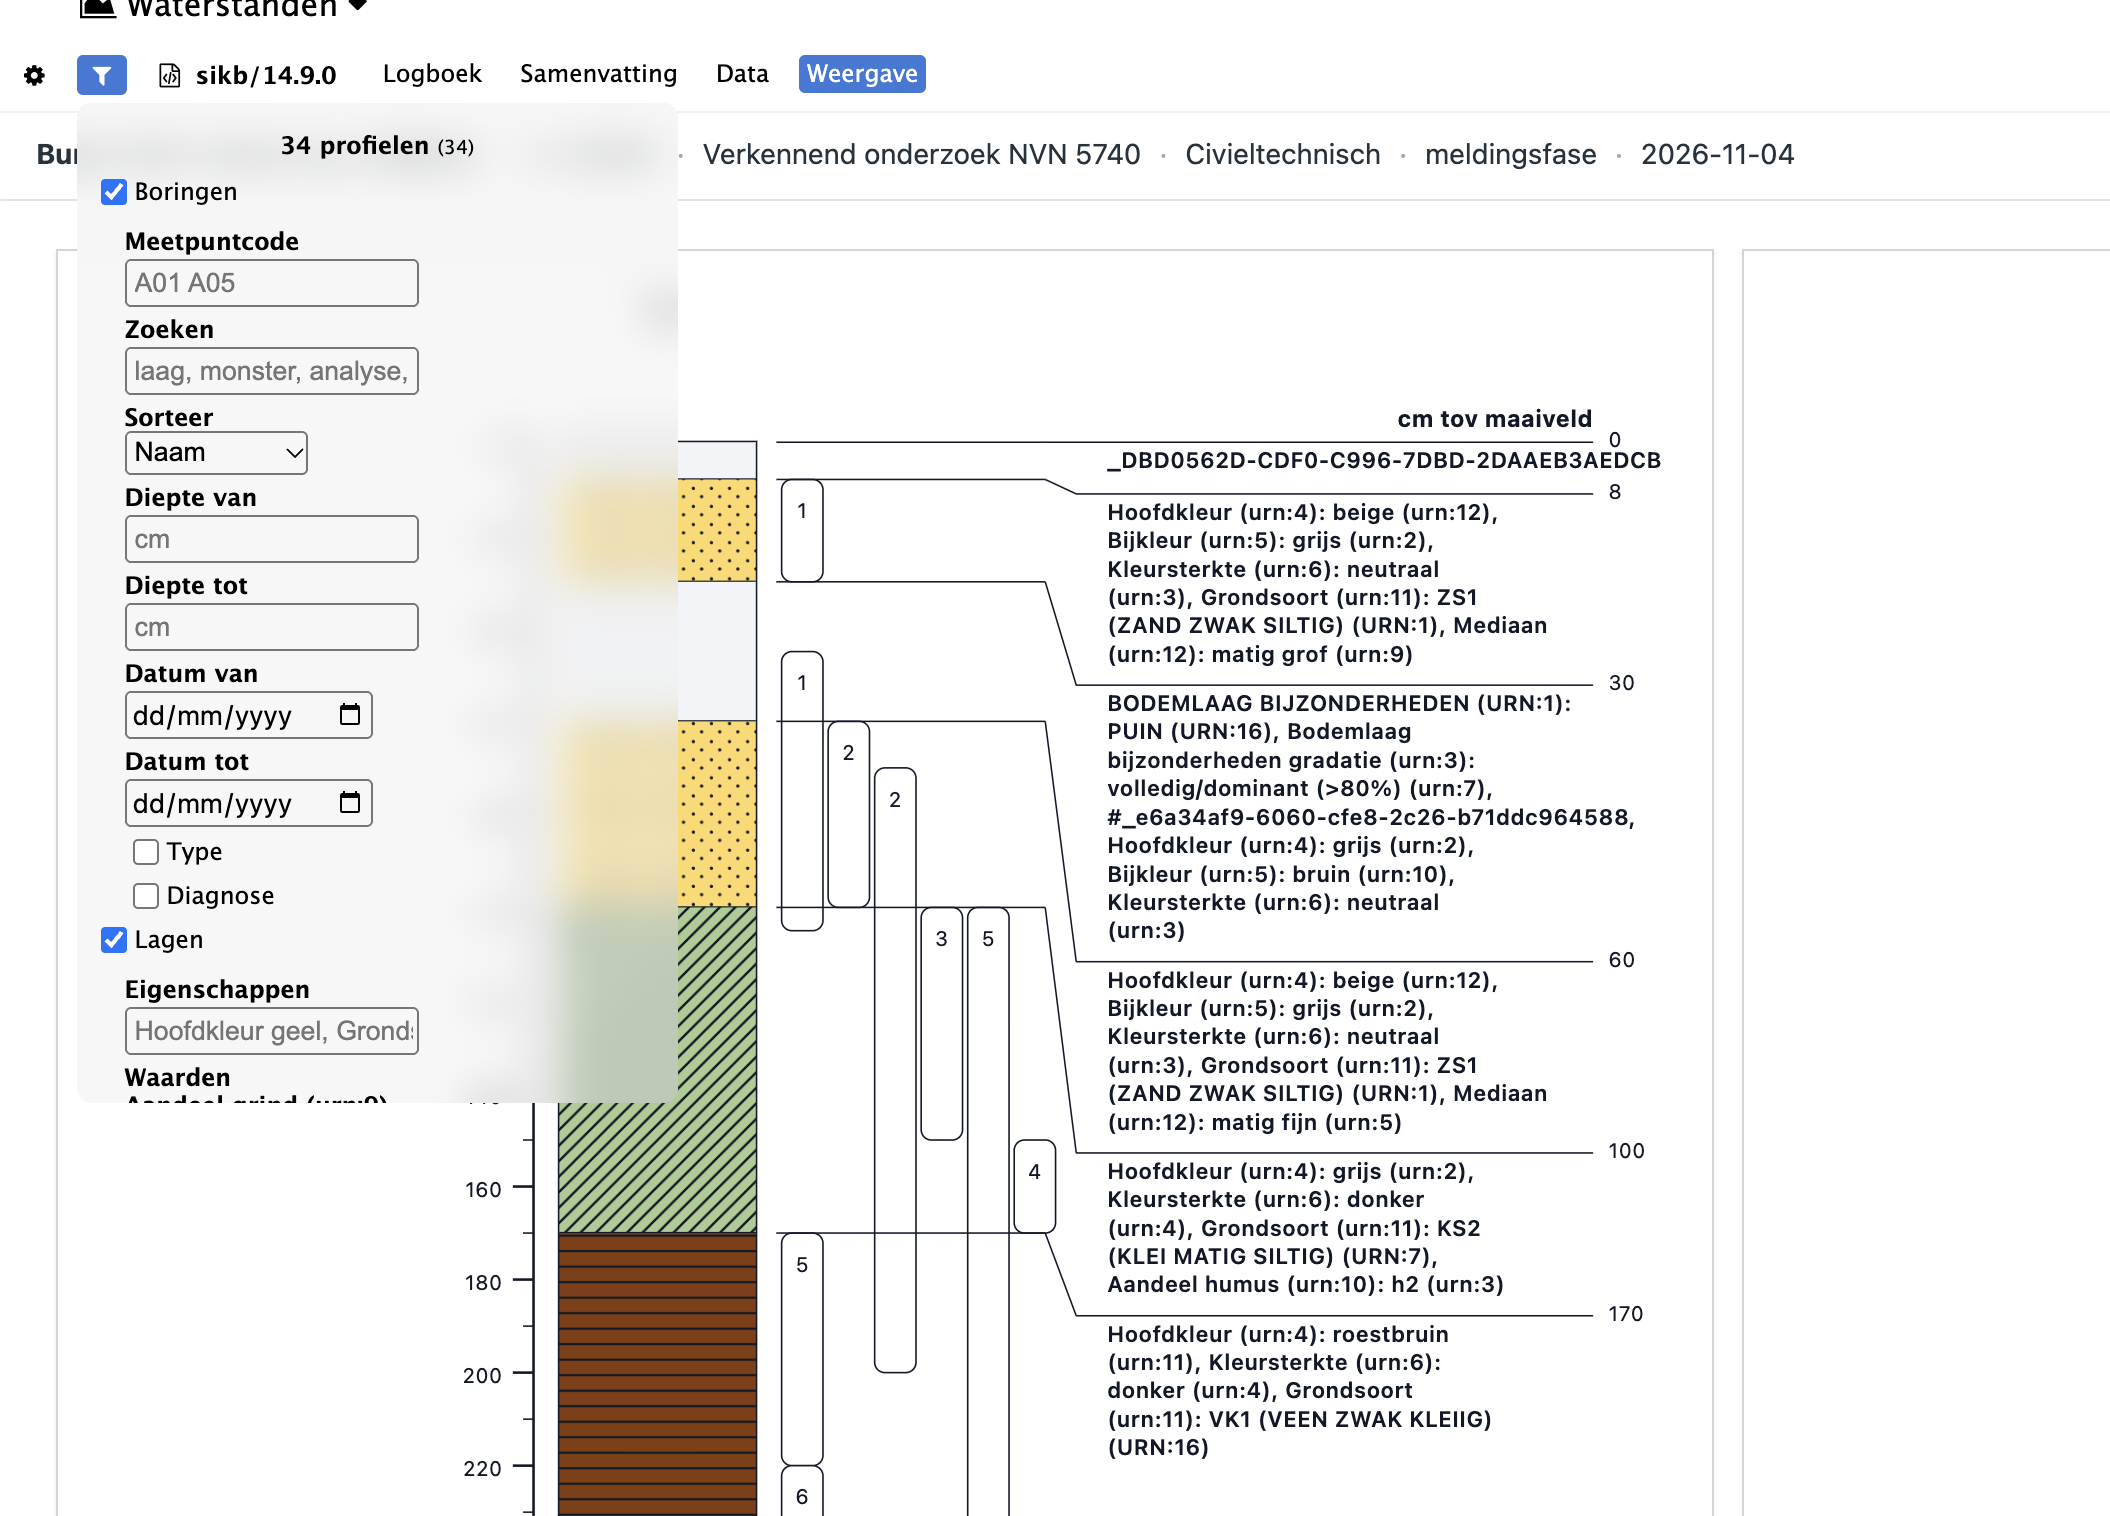 Waterstanden
sikb/14.9.0 Logboek Samenvatting Data Weergave
Verkennend onderzoek NVN 5740 · Civieltechnisch · meldingsfase · 2026-11-04
34 profielen (34)
Boringen
Meetpuntcode
A01 A05
Zoeken
laag, monster, analyse,
Sorteer
Naam
Diepte van
cm
Diepte tot
cm
Datum van
dd/mm/yyyy
Datum tot
dd/mm/yyyy
Type
Diagnose
Lagen
Eigenschappen
Hoofdkleur geel, Gronds
Waarden
Aandeel grind (urn:9)
160
180
200
220
1
1
2
2
3
5
4
5
6
cm tov maaiveld
0
_DBD0562D-CDF0-C996-7DBD-2DAAEB3AEDCB
8
Hoofdkleur (urn:4): beige (urn:12),
Bijkleur (urn:5): grijs (urn:2),
Kleursterkte (urn:6): neutraal
(urn:3), Grondsoort (urn:11): ZS1
(ZAND ZWAK SILTIG) (URN:1), Mediaan
(urn:12): matig grof (urn:9)
30
BODEMLAAG BIJZONDERHEDEN (URN:1):
PUIN (URN:16), Bodemlaag
bijzonderheden gradatie (urn:3):
volledig/dominant (>80%) (urn:7),
#_e6a34af9-6060-cfe8-2c26-b71ddc964588,
Hoofdkleur (urn:4): grijs (urn:2),
Bijkleur (urn:5): bruin (urn:10),
Kleursterkte (urn:6): neutraal
(urn:3)
60
Hoofdkleur (urn:4): beige (urn:12),
Bijkleur (urn:5): grijs (urn:2),
Kleursterkte (urn:6): neutraal
(urn:3), Grondsoort (urn:11): ZS1
(ZAND ZWAK SILTIG) (URN:1), Mediaan
(urn:12): matig fijn (urn:5)
100
Hoofdkleur (urn:4): grijs (urn:2),
Kleursterkte (urn:6): donker
(urn:4), Grondsoort (urn:11): KS2
(KLEI MATIG SILTIG) (URN:7),
Aandeel humus (urn:10): h2 (urn:3)
170
Hoofdkleur (urn:4): roestbruin
(urn:11), Kleursterkte (urn:6):
donker (urn:4), Grondsoort
(urn:11): VK1 (VEEN ZWAK KLEIIG)
(URN:16)